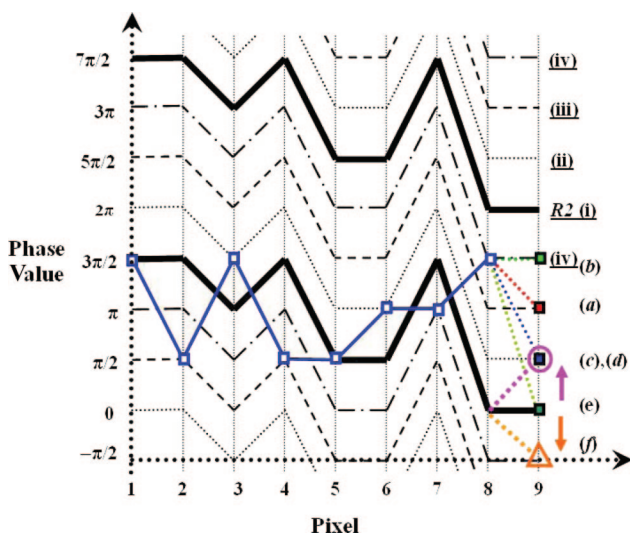 7π/2 (iv)
3π (iii)
5π/2 (ii)
2π R2 (i)
Phase Value
3π/2 (iv) (b)
π (a)
π/2 (c),(d)
0 (e)
−π/2 (f)
1 2 3 4 5 6 7 8 9
Pixel